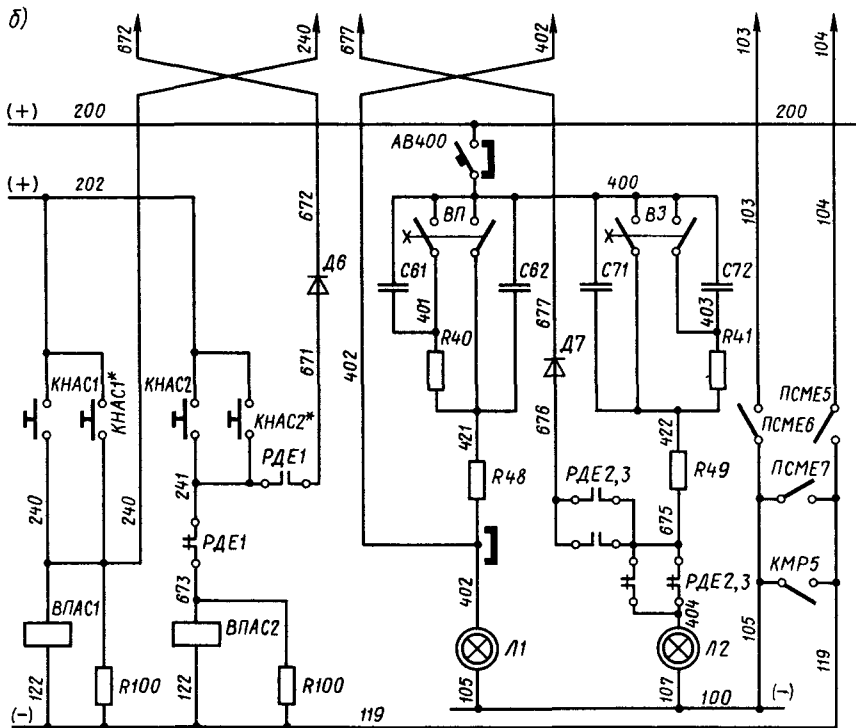 б)
672
240
677
402
103
104
(+) 200
200
АВ400
(+) 202
400
672
103
104
ВП
ВЗ
Д6
С61
С62
С71
С72
401
403
677
R40
R41
Д7
671
402
КНАС1
КНАС1*
КНАС2
КНАС2*
676
421
422
ПСМЕ5
ПСМЕ6
РДЕ1
R48
РДЕ2,3
R49
ПСМЕ7
240
240
241
675
РДЕ1
РДЕ2,3
КМР5
673
402
404
ВПАС1
ВПАС2
Л1
Л2
105
119
122
R100
122
R100
105
107
100
(-)
(-)
119